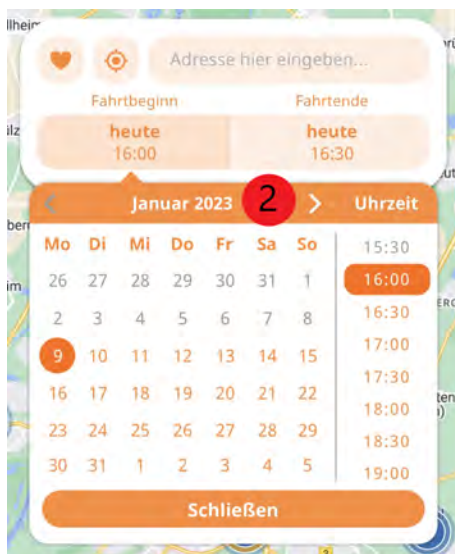 llheim
Adresse hier eingeben...
Fahrtbeginn Fahrtende
heute heute
16:00 16:30
Januar 2023 2 Uhrzeit
Mo Di Mi Do Fr Sa So
26 27 28 29 30 31 1
2 3 4 5 6 7 8
9 10 11 12 13 14 15
16 17 18 19 20 21 22
23 24 25 26 27 28 29
30 31 1 2 3 4 5
15:30
16:00
16:30
17:00
17:30
18:00
18:30
19:00
Schließen
2